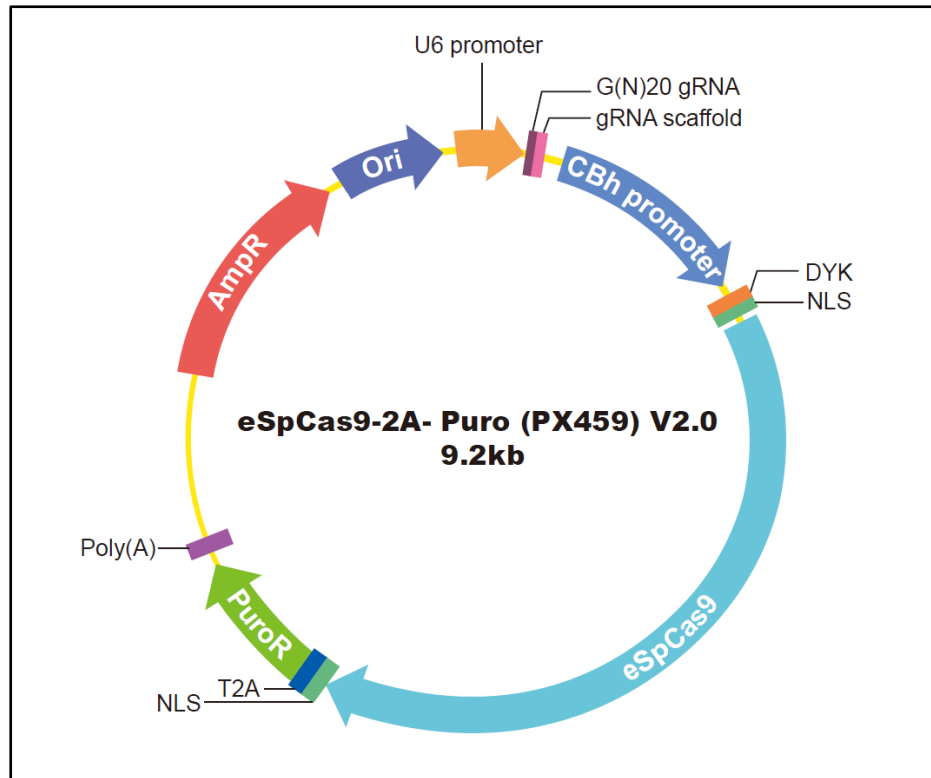 U6 promoter
G(N)20 gRNA
gRNA scaffold
Ori
CBh promoter
AmpR
DYK
NLS
eSpCas9-2A- Puro (PX459) V2.0
9.2kb
Poly(A)
PuroR
eSpCas9
T2A
NLS